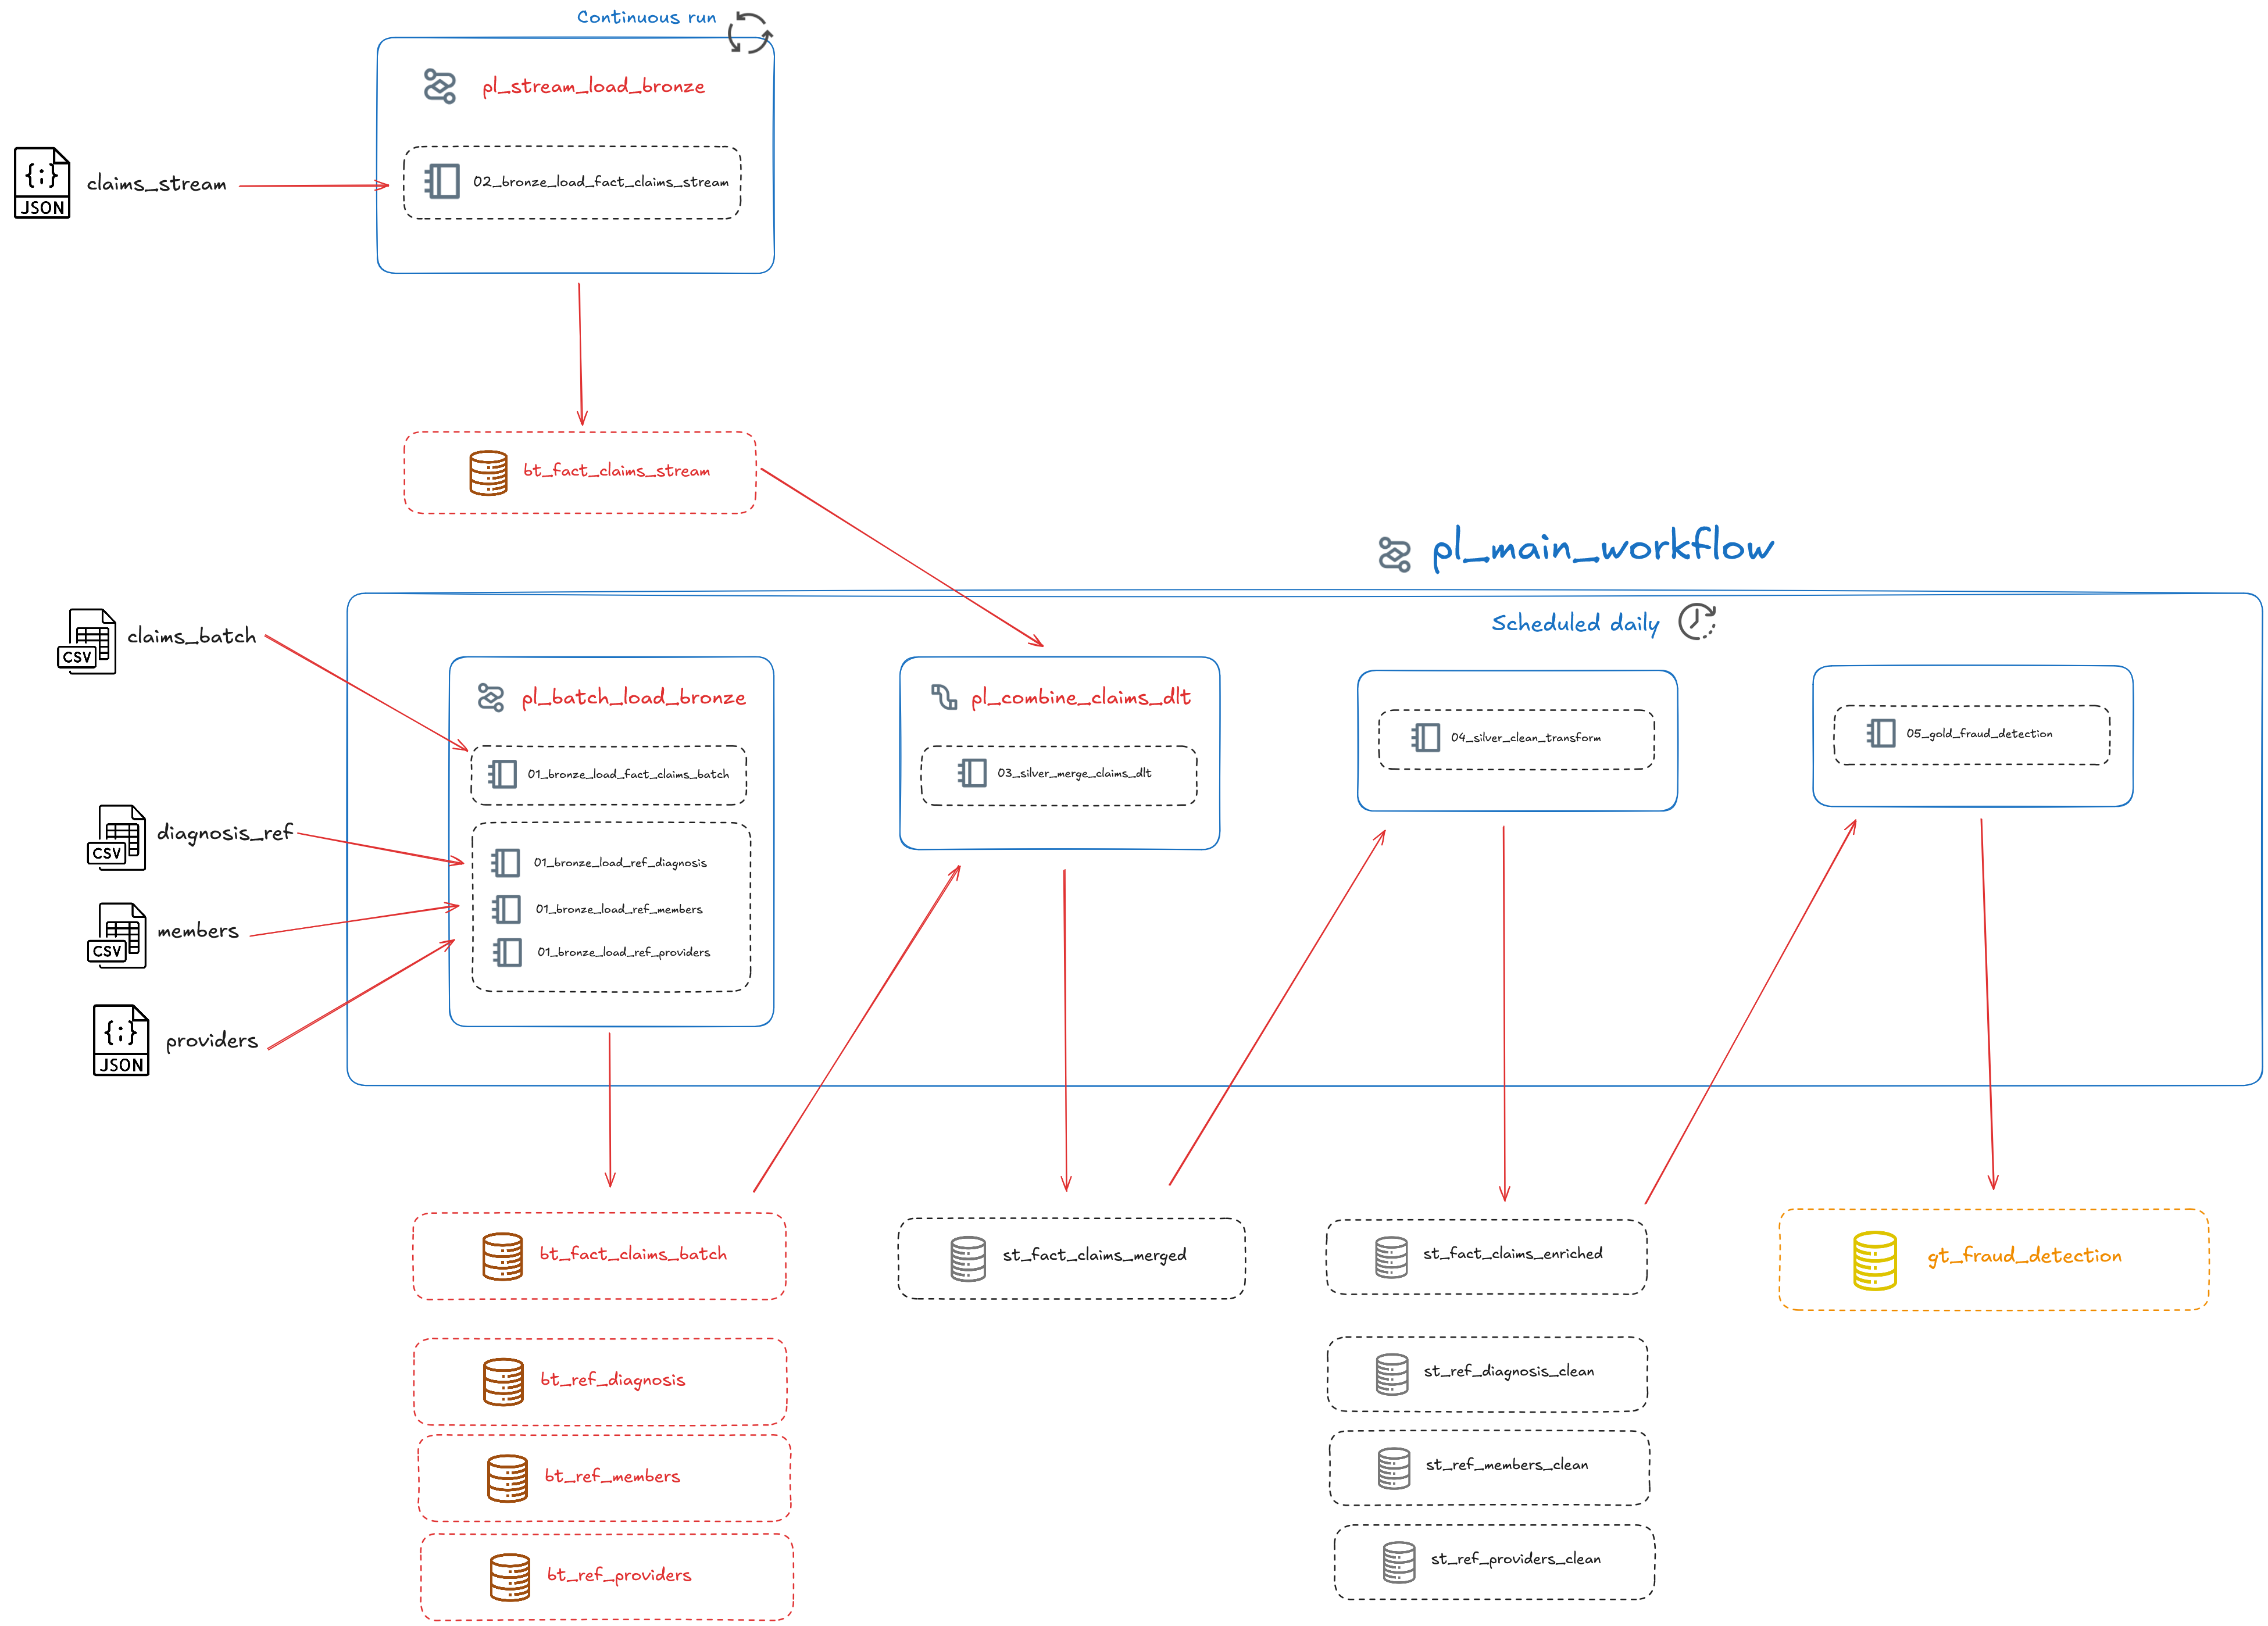 Continuous run
pl_stream_load_bronze
{;}
JSON
claims_stream
02_bronze_load_fact_claims_stream
bt_fact_claims_stream
pl_main_workflow
Scheduled daily
CSV
claims_batch
pl_batch_load_bronze
01_bronze_load_fact_claims_batch
CSV
diagnosis_ref
01_bronze_load_ref_diagnosis
CSV
members
01_bronze_load_ref_members
01_bronze_load_ref_providers
{;}
JSON
providers
pl_combine_claims_dlt
03_silver_merge_claims_dlt
04_silver_clean_transform
05_gold_fraud_detection
bt_fact_claims_batch
st_fact_claims_merged
st_fact_claims_enriched
gt_fraud_detection
bt_ref_diagnosis
st_ref_diagnosis_clean
bt_ref_members
st_ref_members_clean
bt_ref_providers
st_ref_providers_clean